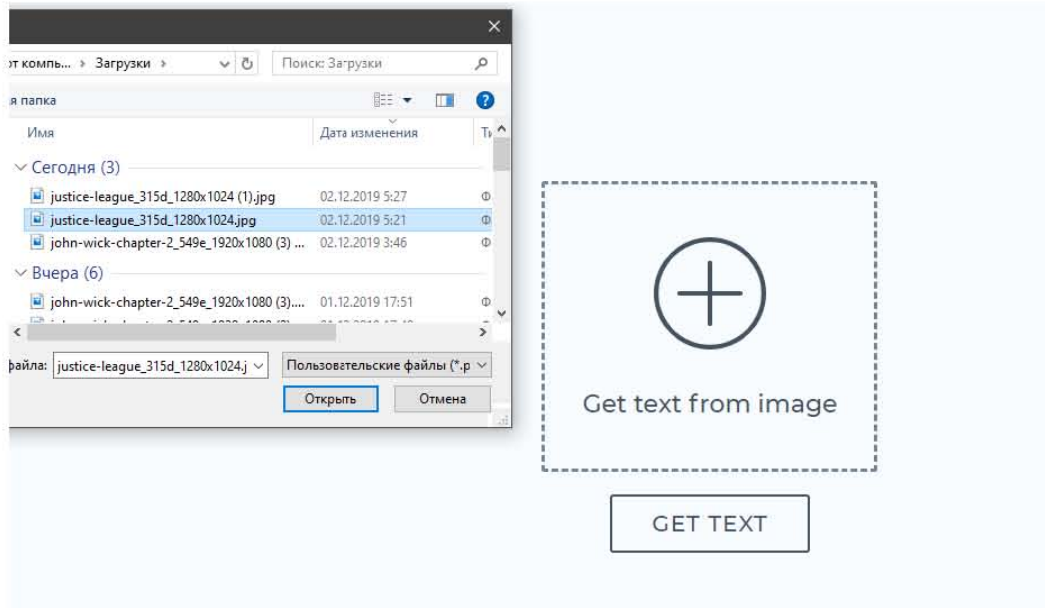 от компь... › Загрузки ›
Поиск: Загрузки
я папка
Имя
Дата изменения
Ти
Сегодня (3)
justice-league_315d_1280x1024 (1).jpg 02.12.2019 5:27 Ф
justice-league_315d_1280x1024.jpg 02.12.2019 5:21 Ф
john-wick-chapter-2_549e_1920x1080 (3) ... 02.12.2019 3:46 Ф
Вчера (6)
john-wick-chapter-2_549e_1920x1080 (3).... 01.12.2019 17:51 Ф
файла: justice-league_315d_1280x1024.j
Пользовательские файлы (*.p
Открыть
Отмена
Get text from image
GET TEXT